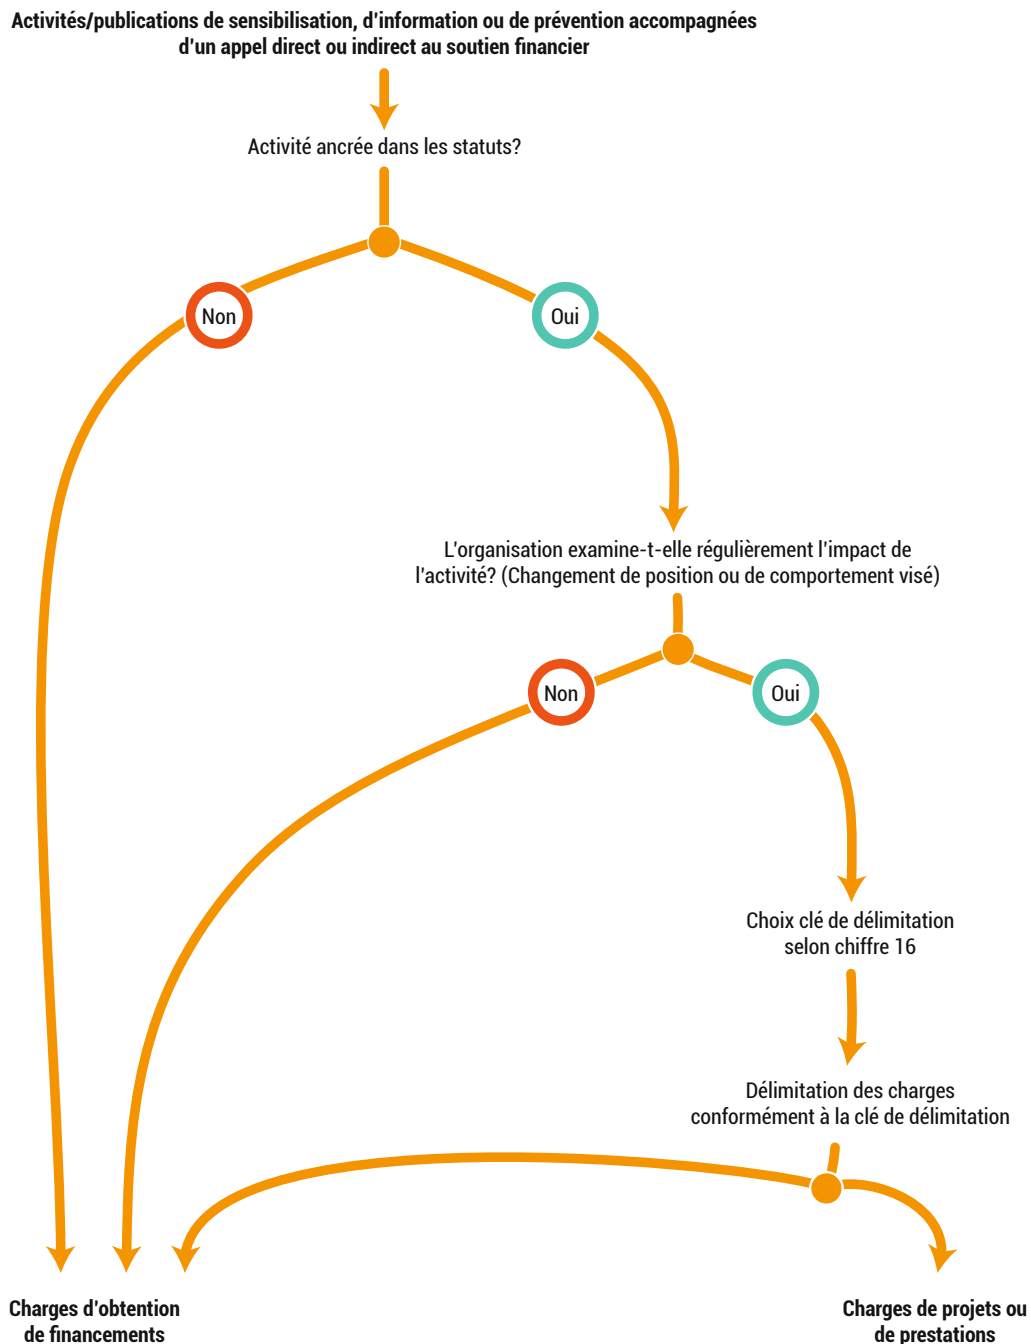 Activités/publications de sensibilisation, d'information ou de prévention accompagnées
d'un appel direct ou indirect au soutien financier
Activité ancrée dans les statuts?
Non
Oui
L'organisation examine-t-elle régulièrement l'impact de
l'activité? (Changement de position ou de comportement visé)
Non
Oui
Choix clé de délimitation
selon chiffre 16
Délimitation des charges
conformément à la clé de délimitation
Charges d'obtention
de financements
Charges de projets ou
de prestations